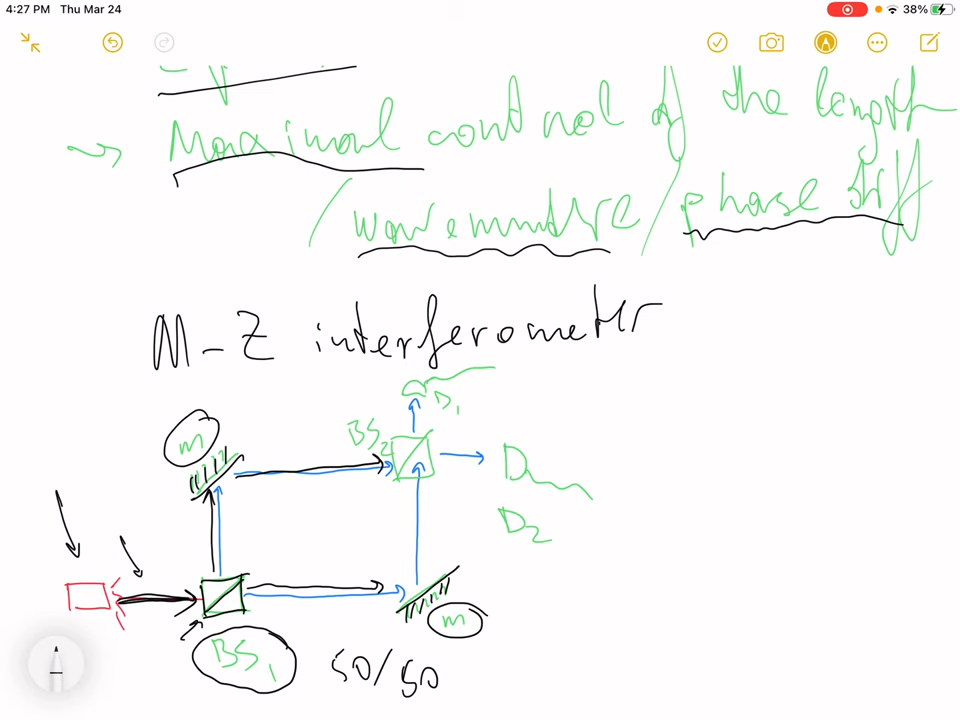 4:27 PM Thu Mar 24
38%
Maximal control of the length
/ wavenumbre / phase shift
M-Z interferometer
D1
BS2
m
D
D2
m
BS1
50/50